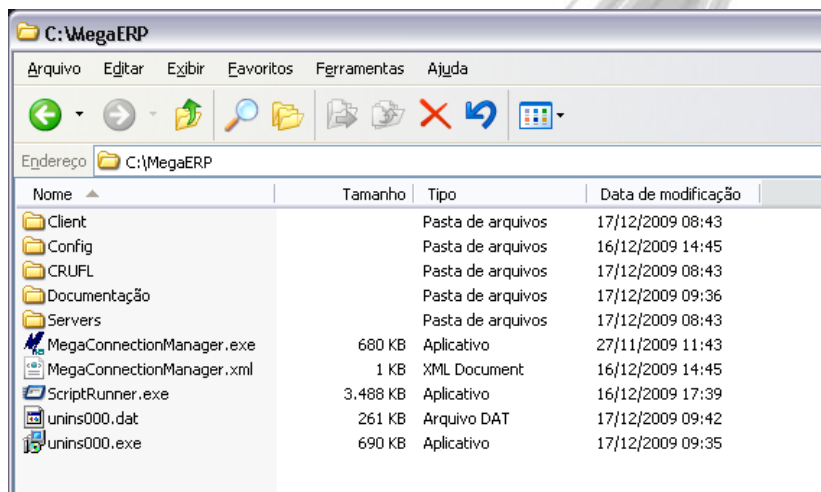 C:\MegaERP
Arquivo Editar Exibir Favoritos Ferramentas Ajuda
Endereço C:\MegaERP
Nome Tamanho Tipo Data de modificação
Client Pasta de arquivos 17/12/2009 08:43
Config Pasta de arquivos 16/12/2009 14:45
CRUFL Pasta de arquivos 17/12/2009 08:43
Documentação Pasta de arquivos 17/12/2009 09:36
Servers Pasta de arquivos 17/12/2009 08:43
MegaConnectionManager.exe 680 KB Aplicativo 27/11/2009 11:43
MegaConnectionManager.xml 1 KB XML Document 16/12/2009 14:45
ScriptRunner.exe 3.488 KB Aplicativo 16/12/2009 17:39
unins000.dat 261 KB Arquivo DAT 17/12/2009 09:42
unins000.exe 690 KB Aplicativo 17/12/2009 09:35